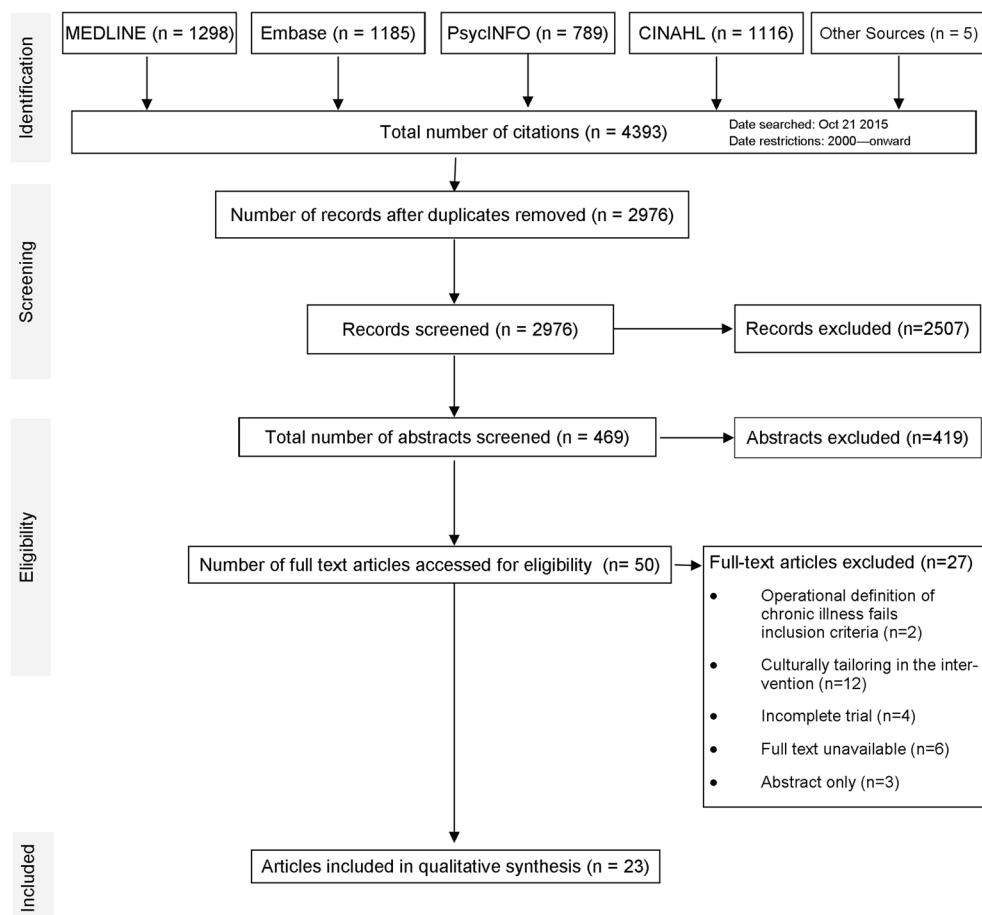 Identification
MEDLINE (n = 1298)
Embase (n = 1185)
PsycINFO (n = 789)
CINAHL (n = 1116)
Other Sources (n = 5)
Total number of citations (n = 4393)
Date searched: Oct 21 2015
Date restrictions: 2000—onward
Screening
Number of records after duplicates removed (n = 2976)
Records screened (n = 2976)
Records excluded (n=2507)
Eligibility
Total number of abstracts screened (n = 469)
Abstracts excluded (n=419)
Number of full text articles accessed for eligibility (n= 50)
Full-text articles excluded (n=27)
• Operational definition of
chronic illness fails
inclusion criteria (n=2)
• Culturally tailoring in the inter-
vention (n=12)
• Incomplete trial (n=4)
• Full text unavailable (n=6)
• Abstract only (n=3)
Included
Articles included in qualitative synthesis (n = 23)